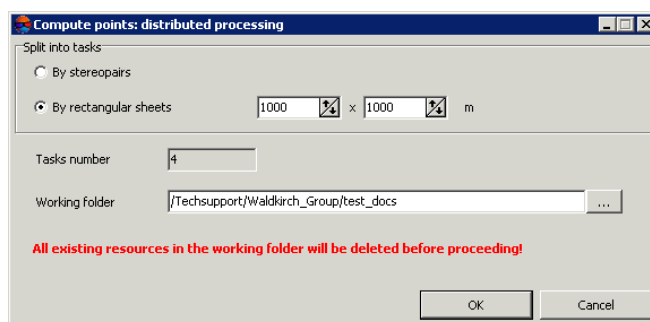 Compute points: distributed processing
Split into tasks
By stereopairs
By rectangular sheets 1000 x 1000 m
Tasks number 4
Working folder /Techsupport/Waldkirch_Group/test_docs ...
All existing resources in the working folder will be deleted before proceeding!
OK Cancel